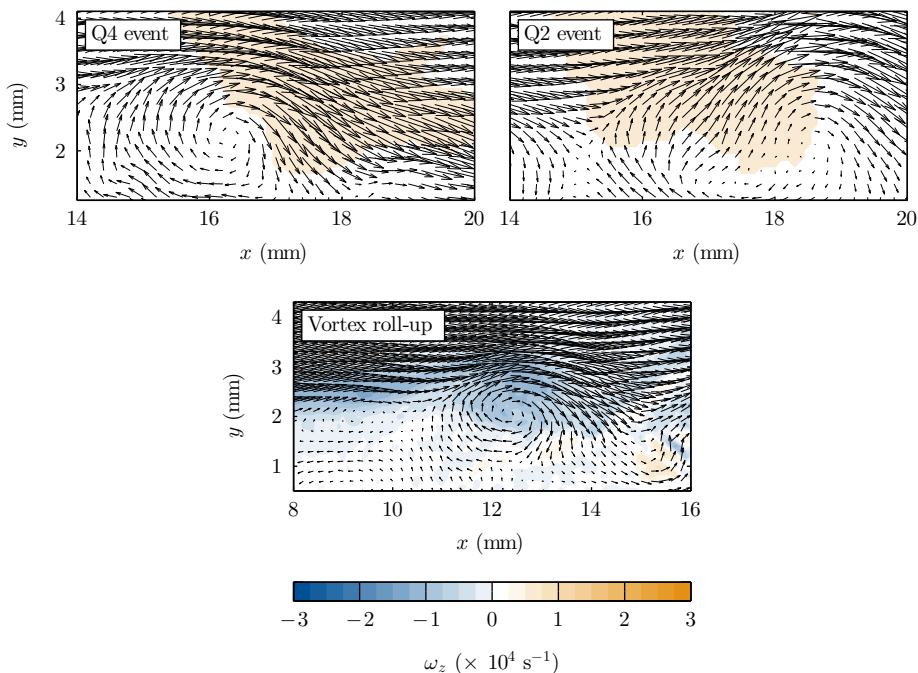 Q4 event
Q2 event
4
3
2
y (mm)
14 16 18 20
14 16 18 20
x (mm)
x (mm)
Vortex roll-up
4
3
2
1
y (mm)
8 10 12 14 16
x (mm)
−3 −2 −1 0 1 2 3
ω_z (× 10⁴ s⁻¹)